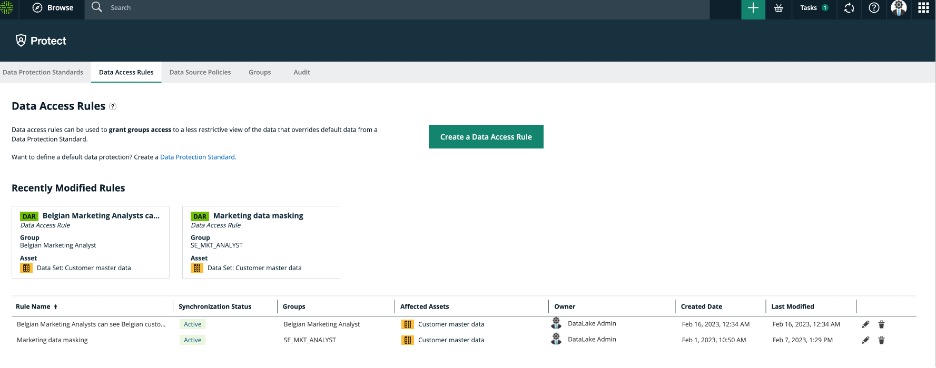 Browse
Search
Tasks 1
Protect
Data Protection Standards
Data Access Rules
Data Source Policies
Groups
Audit
Data Access Rules ?
Data access rules can be used to grant groups access to a less restrictive view of the data that overrides default data from a
Data Protection Standard.
Create a Data Access Rule
Want to define a default data protection? Create a Data Protection Standard.
Recently Modified Rules
DAR Belgian Marketing Analysts ca...
Data Access Rule
Group
Belgian Marketing Analyst
Asset
Data Set: Customer master data
DAR Marketing data masking
Data Access Rule
Group
SE_MKT_ANALYST
Asset
Data Set: Customer master data
Rule Name Synchronization Status Groups Affected Assets Owner Created Date Last Modified
Belgian Marketing Analysts can see Belgian custo... Active Belgian Marketing Analyst Customer master data DataLake Admin Feb 16, 2023, 12:34 AM Feb 16, 2023, 12:34 AM
Marketing data masking Active SE_MKT_ANALYST Customer master data DataLake Admin Feb 1, 2023, 10:50 AM Feb 7, 2023, 1:29 PM